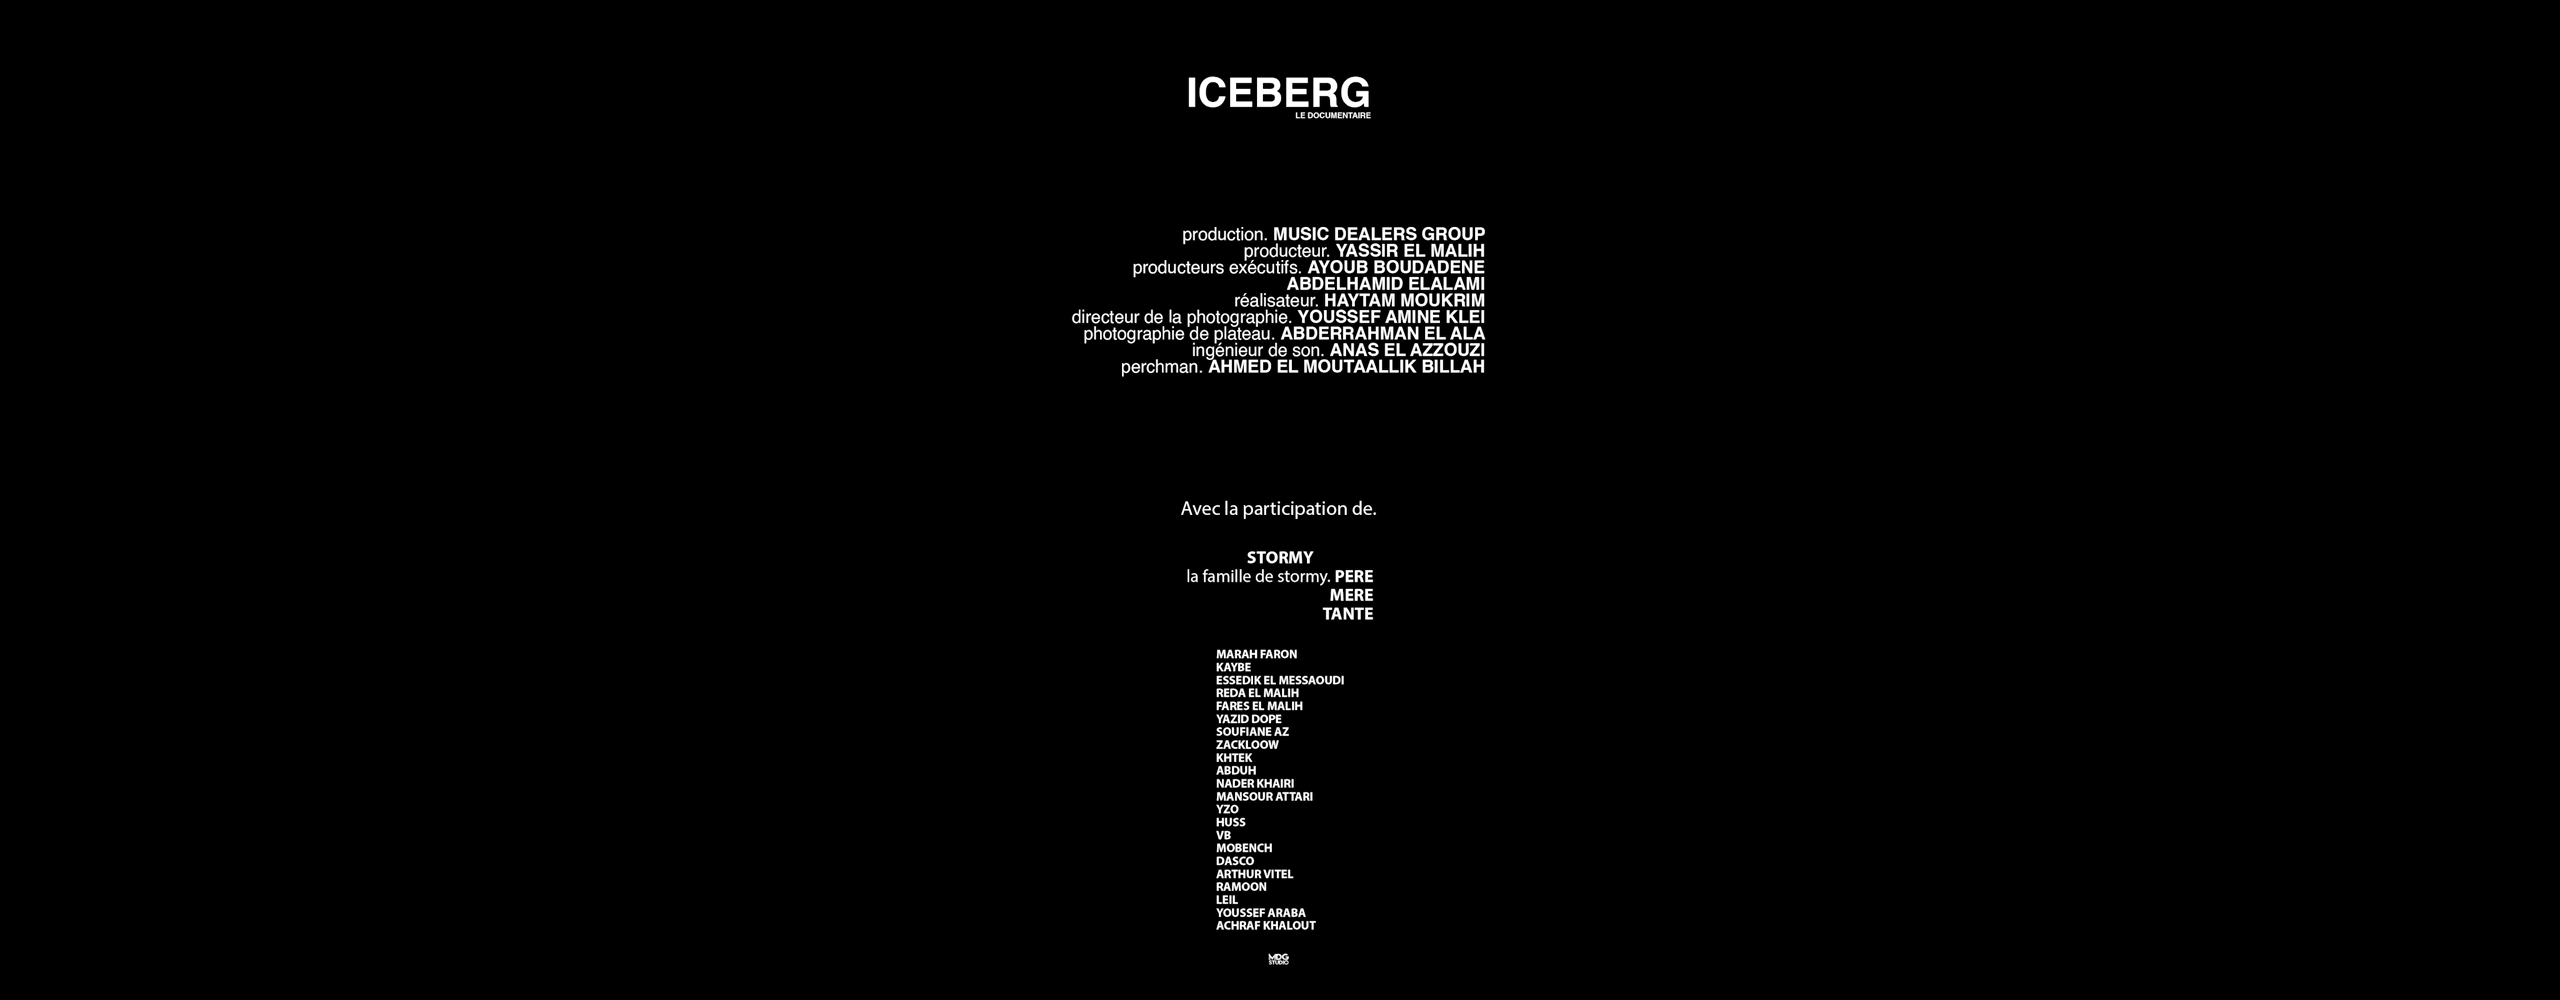 ICEBERG
LE DOCUMENTAIRE
production. MUSIC DEALERS GROUP
producteur. YASSIR EL MALIH
producteurs exécutifs. AYOUB BOUDADENE
ABDELHAMID ELALAMI
réalisateur. HAYTAM MOUKRIM
directeur de la photographie. YOUSSEF AMINE KLEI
photographie de plateau. ABDERRAHMAN EL ALA
ingénieur de son. ANAS EL AZZOUZI
perchman. AHMED EL MOUTAALLIK BILLAH
Avec la participation de.
STORMY
la famille de stormy. PERE
MERE
TANTE
MARAH FARON
KAYBE
ESSEDIK EL MESSAOUDI
REDA EL MALIH
FARES EL MALIH
YAZID DOPE
SOUFIANE AZ
ZACKLOOW
KHTEK
ABDUH
NADER KHAIRI
MANSOUR ATTARI
YZO
HUSS
VB
MOBENCH
DASCO
ARTHUR VITEL
RAMOON
LEIL
YOUSSEF ARABA
ACHRAF KHALOUT
MDG
STUDIO